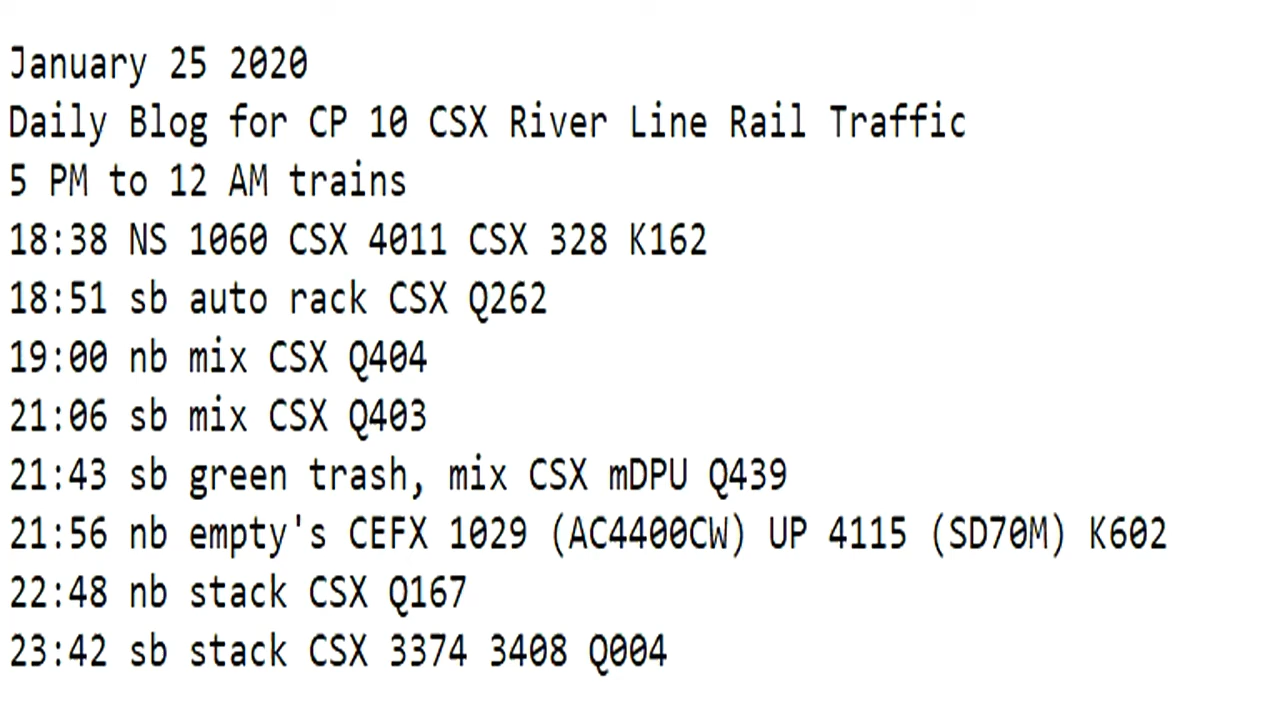 January 25 2020
Daily Blog for CP 10 CSX River Line Rail Traffic
5 PM to 12 AM trains
18:38 NS 1060 CSX 4011 CSX 328 K162
18:51 sb auto rack CSX Q262
19:00 nb mix CSX Q404
21:06 sb mix CSX Q403
21:43 sb green trash, mix CSX mDPU Q439
21:56 nb empty's CEFX 1029 (AC4400CW) UP 4115 (SD70M) K602
22:48 nb stack CSX Q167
23:42 sb stack CSX 3374 3408 Q004